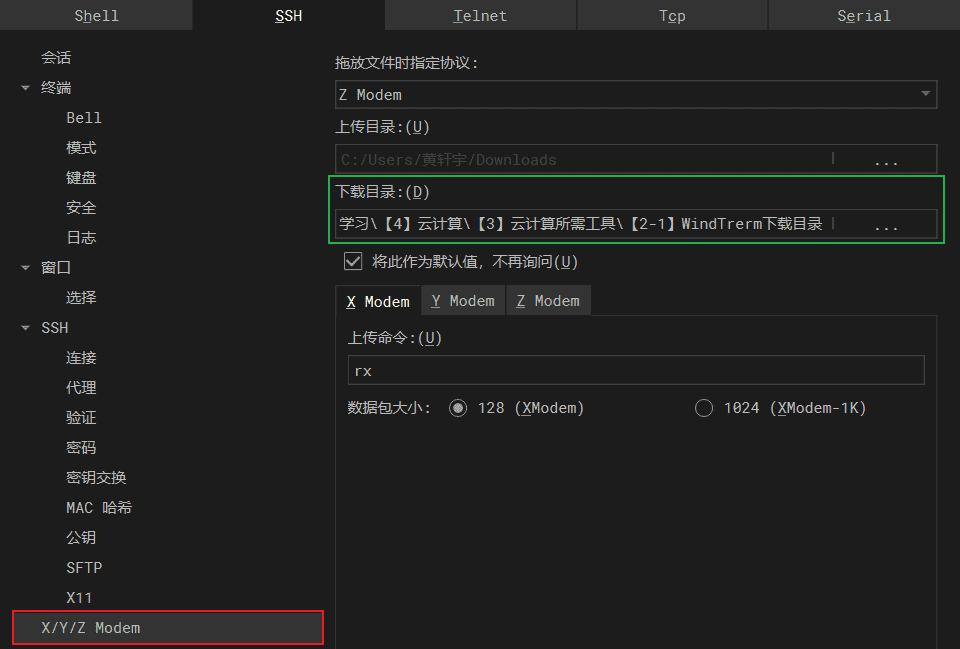 Shell SSH Telnet Tcp Serial
会话
终端
Bell
模式
键盘
安全
日志
窗口
选择
SSH
连接
代理
验证
密码
密钥交换
MAC 哈希
公钥
SFTP
X11
X/Y/Z Modem
拖放文件时指定协议:
Z Modem
上传目录:(U)
C:/Users/黄轩宇/Downloads ...
下载目录:(D)
学习\【4】云计算\【3】云计算所需工具\【2-1】WindTrerm下载目录 ...
将此作为默认值, 不再询问(U)
X Modem Y Modem Z Modem
上传命令:(U)
rx
数据包大小: 128 (XModem) 1024 (XModem-1K)